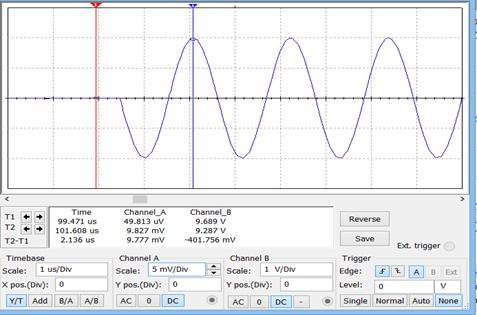 1 2
T1
T2
T2-T1
Time Channel_A Channel_B
99.471 us 49.813 uV 9.689 V
101.608 us 9.827 mV 9.287 V
2.136 us 9.777 mV -401.756 mV
Reverse
Save
Ext. trigger
Timebase
Scale: 1 us/Div
X pos.(Div): 0
Y/T Add B/A A/B
Channel A
Scale: 5 mV/Div
Y pos.(Div): 0
AC 0 DC
Channel B
Scale: 1 V/Div
Y pos.(Div): 0
AC 0 DC -
Trigger
Edge: A B Ext
Level: 0 V
Single Normal Auto None